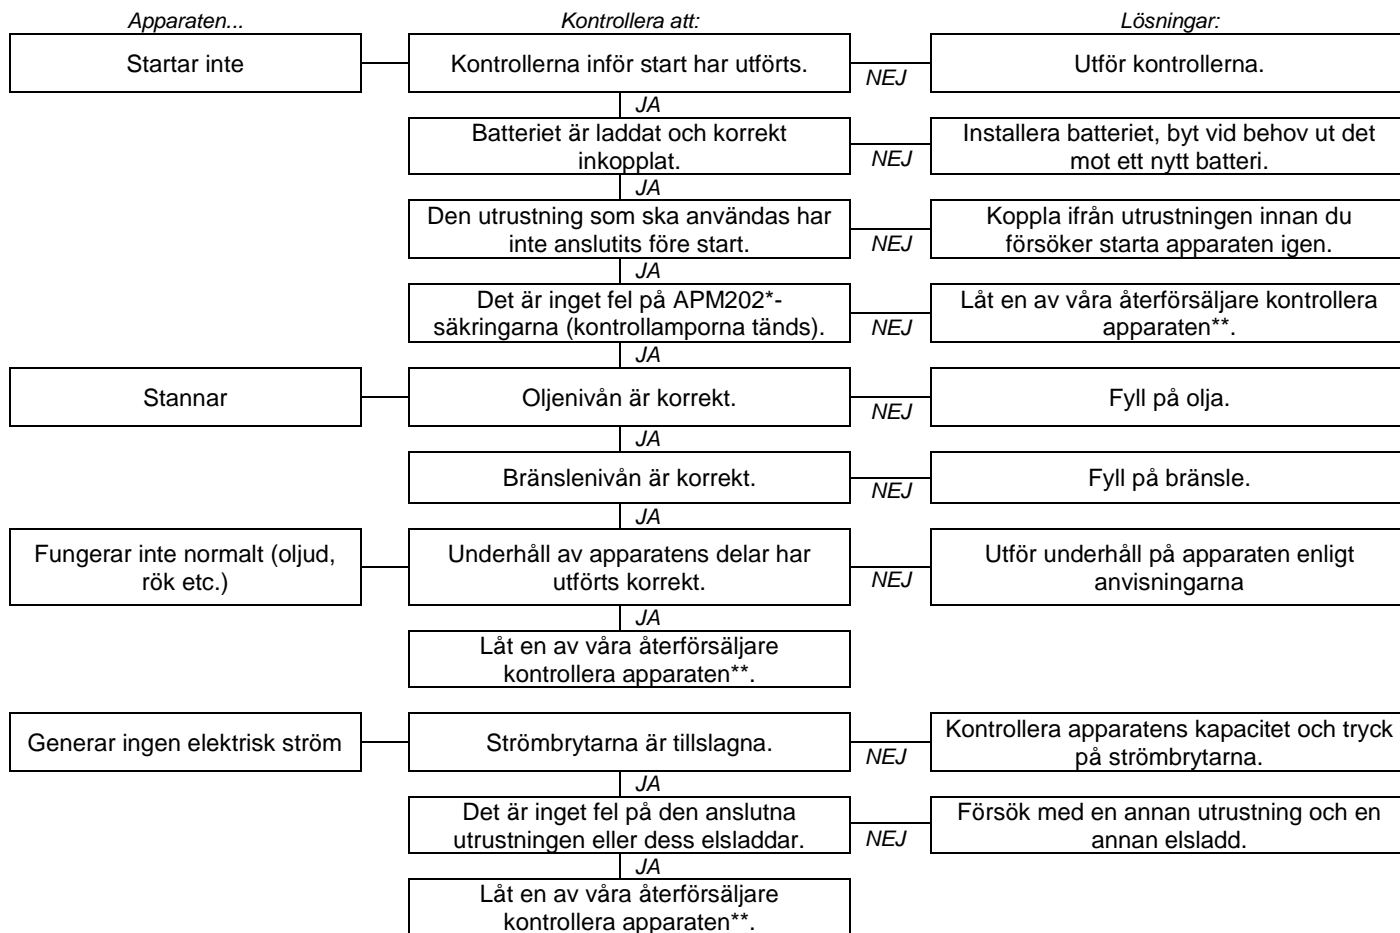 Apparaten... Kontrollera att: Lösningar:
Startar inte
Kontrollerna inför start har utförts.
NEJ
Utför kontrollerna.
JA
Batteriet är laddat och korrekt
inkopplat.
NEJ
Installera batteriet, byt vid behov ut det
mot ett nytt batteri.
JA
Den utrustning som ska användas har
inte anslutits före start.
NEJ
Koppla ifrån utrustningen innan du
försöker starta apparaten igen.
JA
Det är inget fel på APM202*-
säkringarna (kontrollamporna tänds).
NEJ
Låt en av våra återförsäljare kontrollera
apparaten**.
JA
Stannar
Oljenivån är korrekt.
NEJ
Fyll på olja.
JA
Bränslenivån är korrekt.
NEJ
Fyll på bränsle.
JA
Fungerar inte normalt (oljud,
rök etc.)
Underhåll av apparatens delar har
utförts korrekt.
NEJ
Utför underhåll på apparaten enligt
anvisningarna
JA
Låt en av våra återförsäljare
kontrollera apparaten**.
Generar ingen elektrisk ström
Strömbrytarna är tillslagna.
NEJ
Kontrollera apparatens kapacitet och tryck
på strömbrytarna.
JA
Det är inget fel på den anslutna
utrustningen eller dess elsladdar.
NEJ
Försök med en annan utrustning och en
annan elsladd.
JA
Låt en av våra återförsäljare
kontrollera apparaten**.